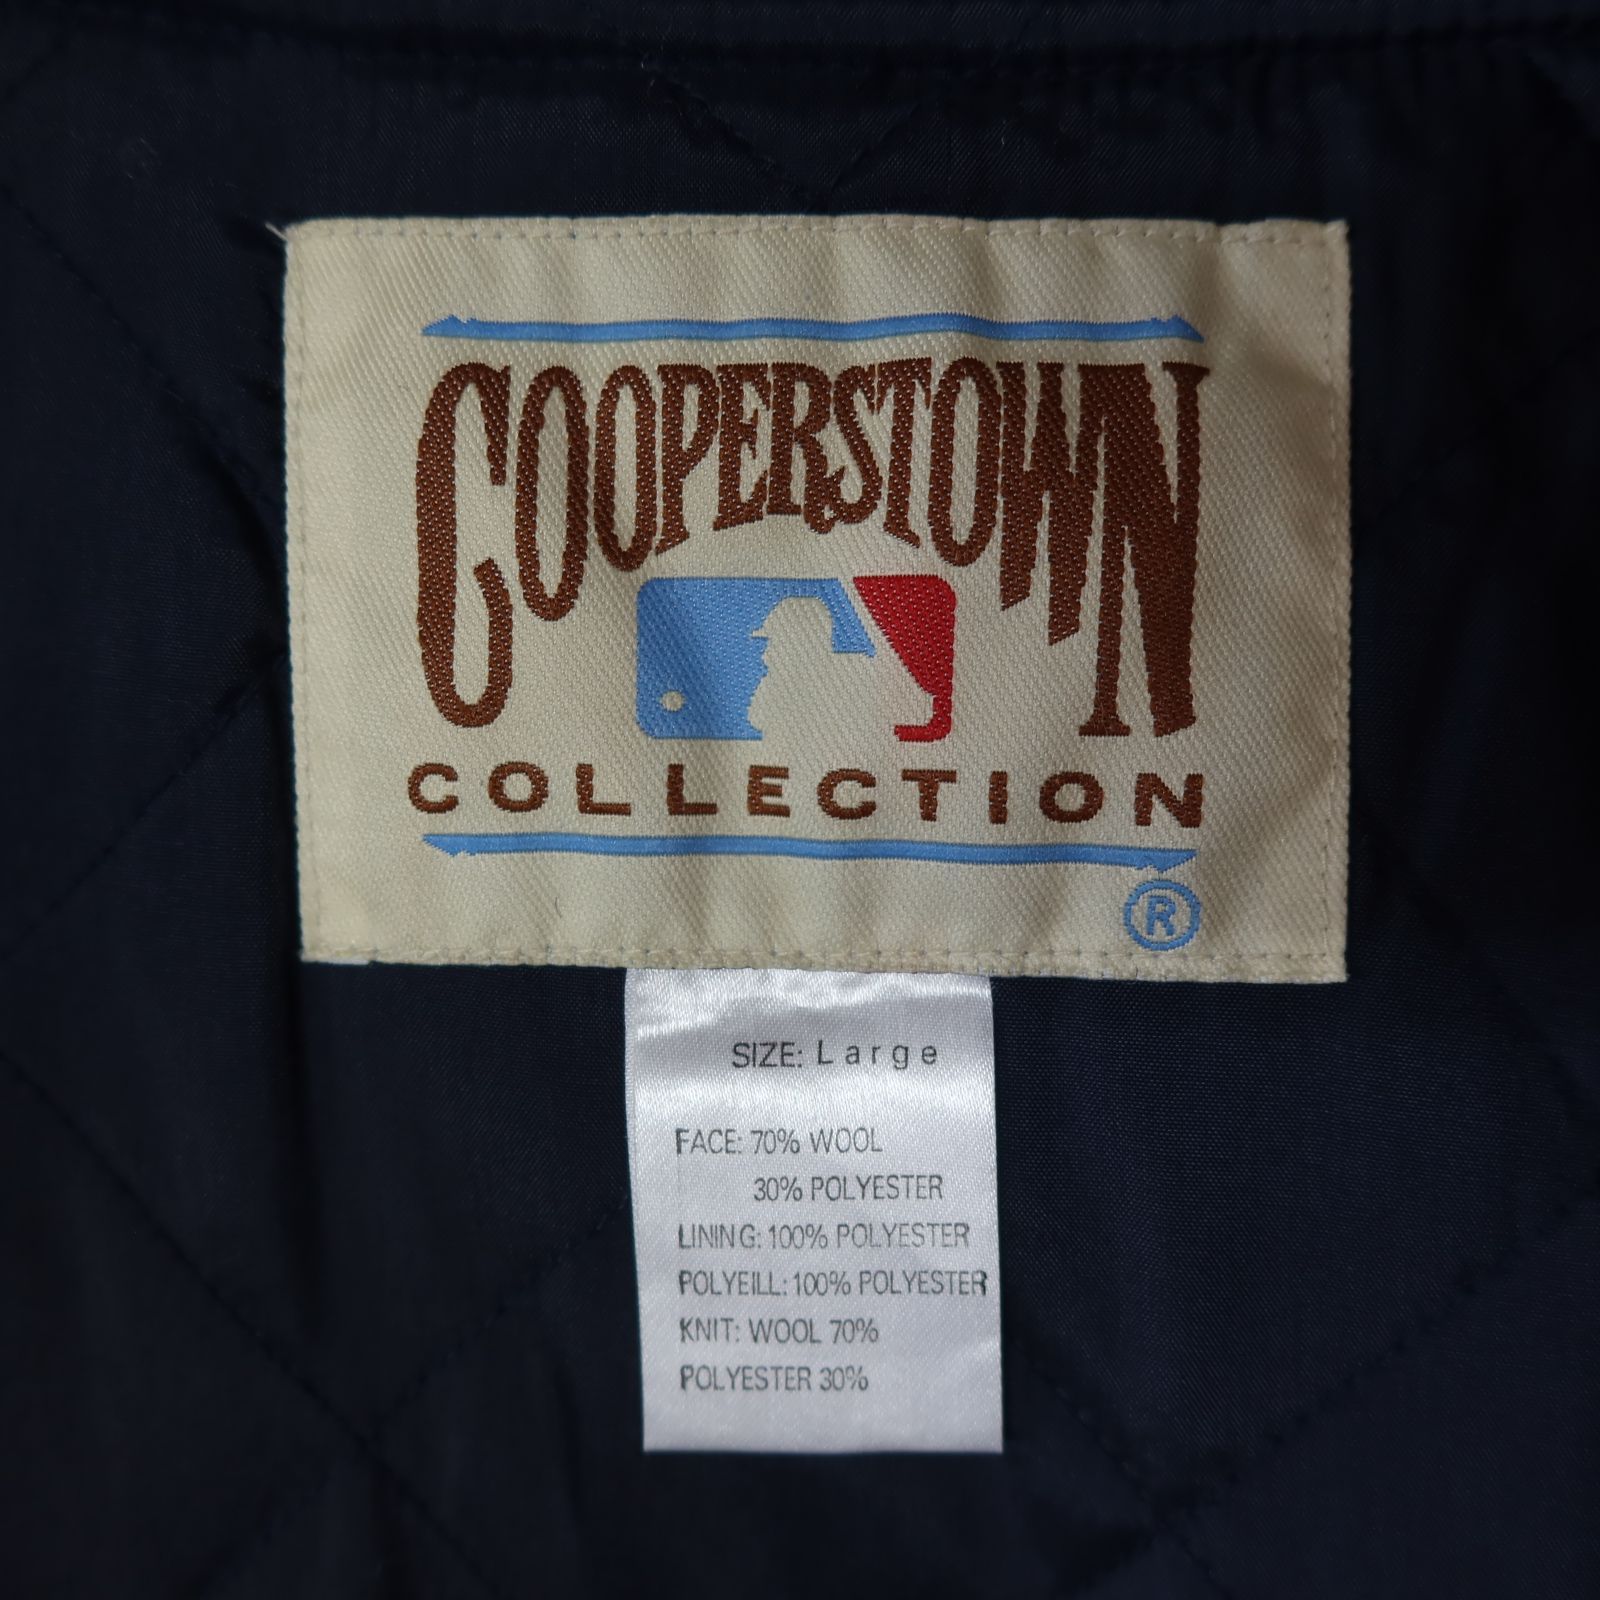 COOPERSTOWN
COLLECTION
®
SIZE: Large
FACE: 70% WOOL
30% POLYESTER
LINING: 100% POLYESTER
POLYEILL: 100% POLYESTER
KNIT: WOOL 70%
POLYESTER 30%